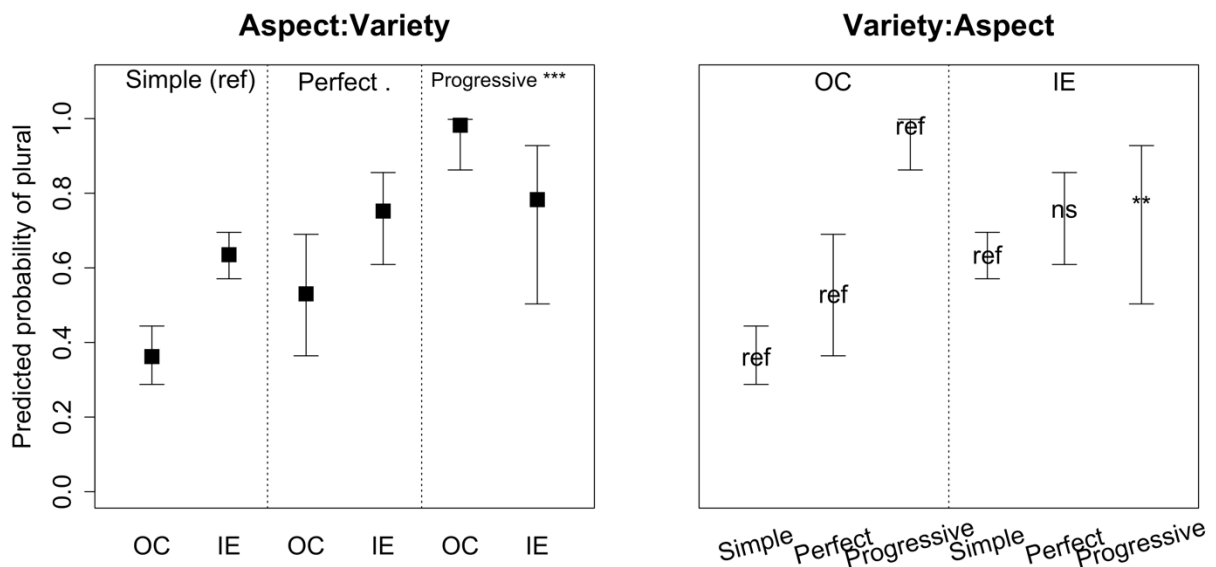 Aspect:Variety
Simple (ref) Perfect . Progressive ***
Predicted probability of plural
1.0
0.8
0.6
0.4
0.2
0.0
OC IE OC IE OC IE
Variety:Aspect
OC IE
ref
ref
ref
ref
ns
**
Simple Perfect Progressive Simple Perfect Progressive